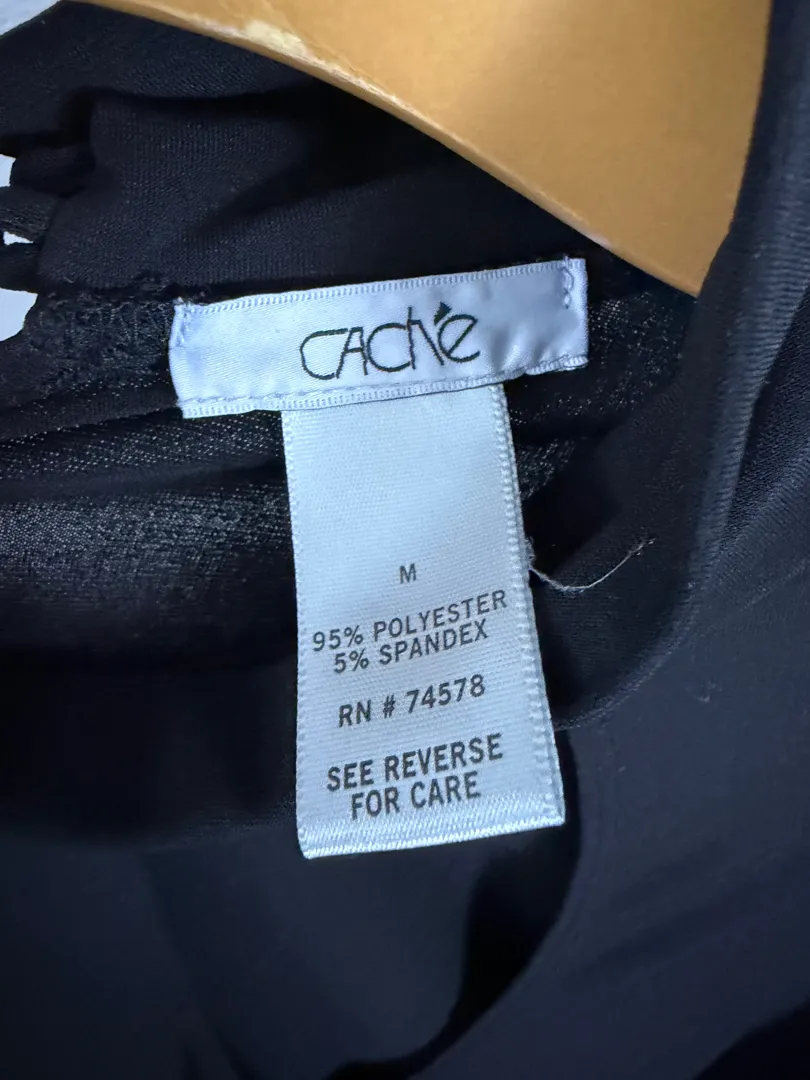 CACHÉ
M
95% POLYESTER
5% SPANDEX
RN # 74578
SEE REVERSE
FOR CARE